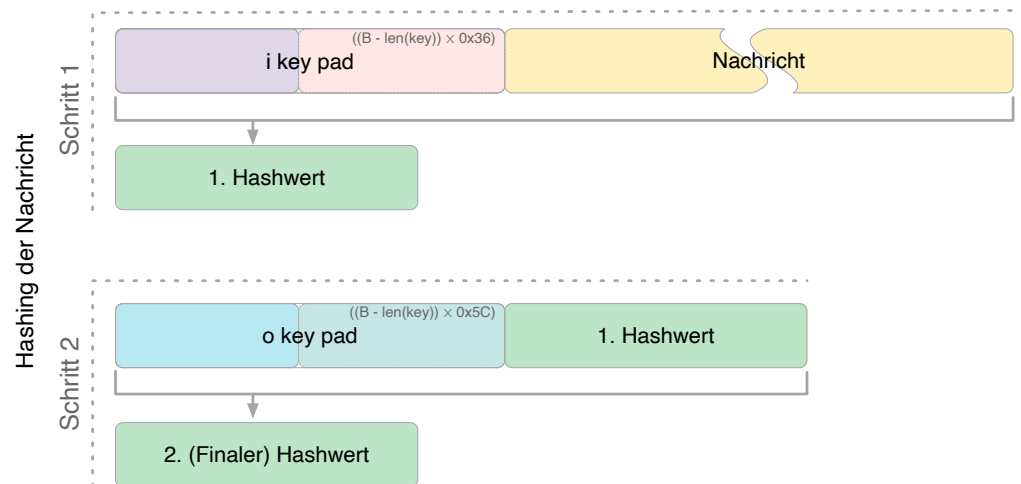 Hashing der Nachricht
Schritt 1
((B - len(key)) × 0x36)
i key pad
Nachricht
1. Hashwert
Schritt 2
((B - len(key)) × 0x5C)
o key pad
1. Hashwert
2. (Finaler) Hashwert